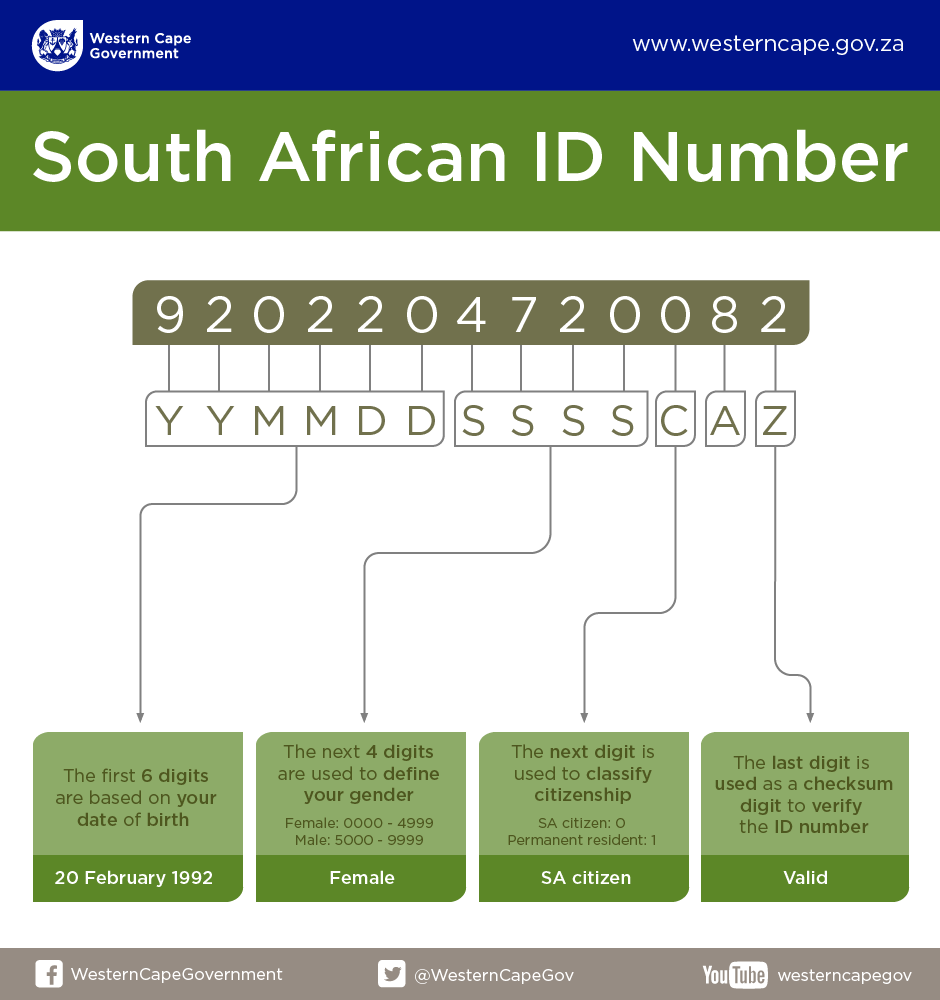 Western Cape
Government
www.westerncape.gov.za
South African ID Number
9 2 0 2 2 0 4 7 2 0 0 8 2
Y Y M M D D S S S S C A Z
The first 6 digits
are based on your
date of birth
20 February 1992
The next 4 digits
are used to define
your gender
Female: 0000 - 4999
Male: 5000 - 9999
Female
The next digit is
used to classify
citizenship
SA citizen: 0
Permanent resident: 1
SA citizen
The last digit is
used as a checksum
digit to verify
the ID number
Valid
WesternCapeGovernment
@WesternCapeGov
YouTube westerncapegov